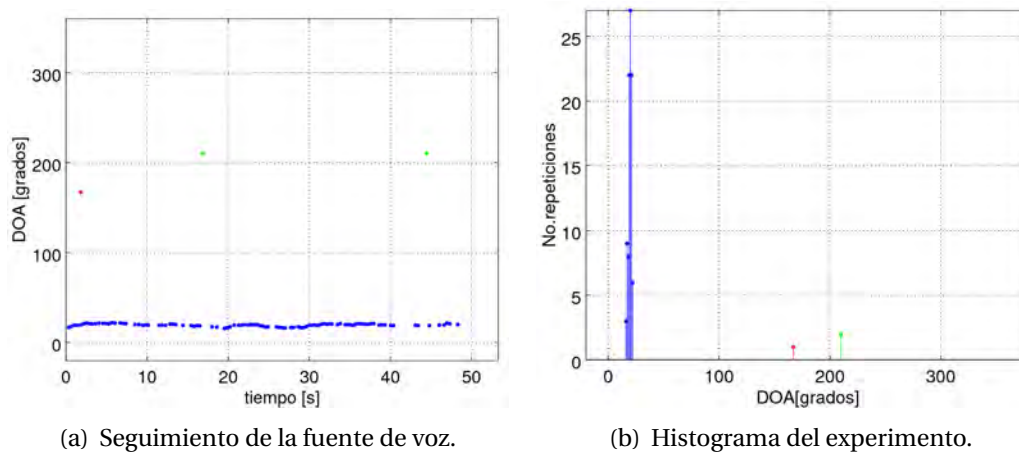 300
200
100
0
DOA [grados]
0 10 20 30 40 50
tiempo [s]
(a) Seguimiento de la fuente de voz.
25
20
15
10
5
0
No.repeticiones
0 100 200 300
DOA[grados]
(b) Histograma del experimento.